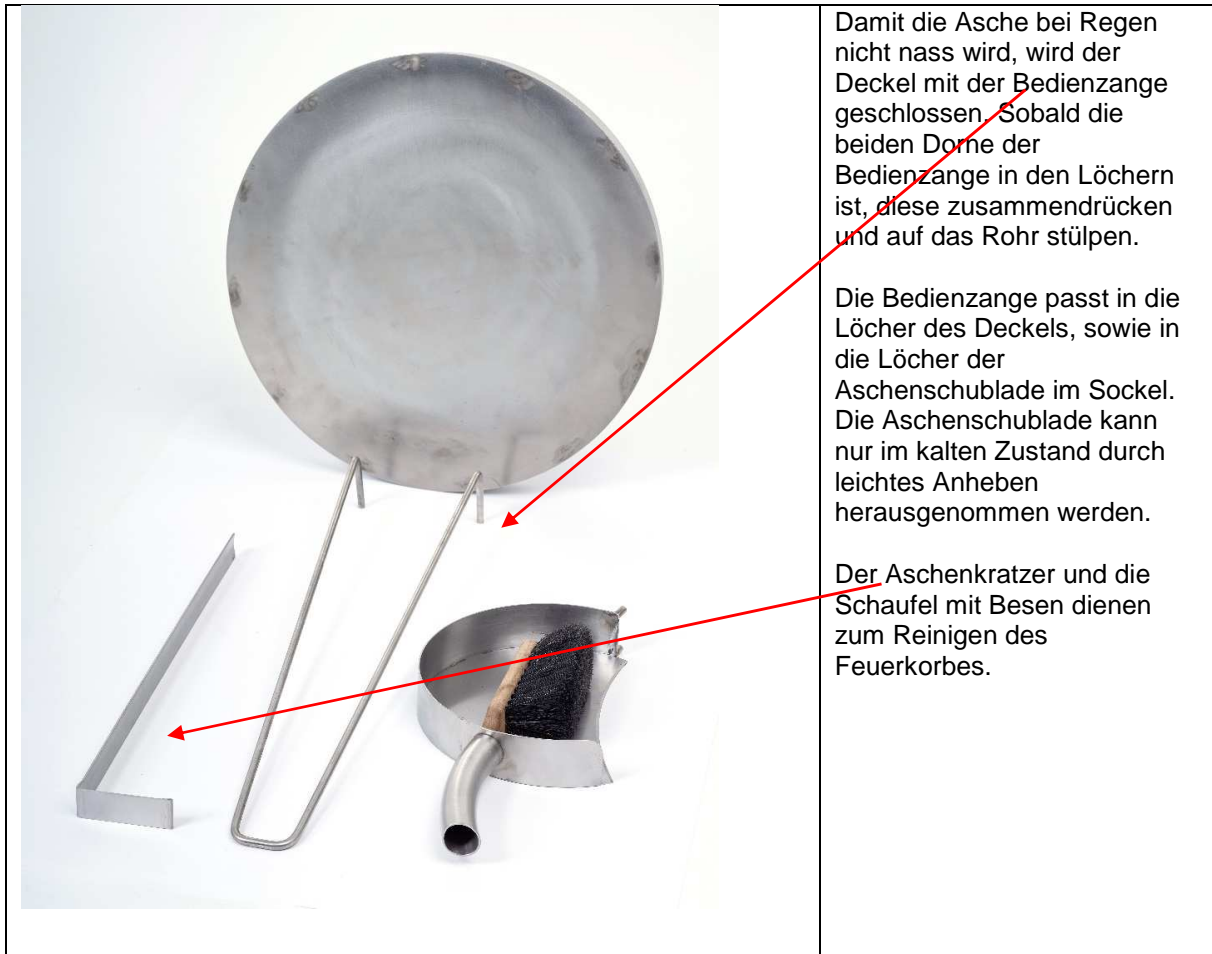 Damit die Asche bei Regen
nicht nass wird, wird der
Deckel mit der Bedienzange
geschlossen. Sobald die
beiden Dorne der
Bedienzange in den Löchern
ist, diese zusammendrücken
und auf das Rohr stülpen.
Die Bedienzange passt in die
Löcher des Deckels, sowie in
die Löcher der
Aschenschublade im Sockel.
Die Aschenschublade kann
nur im kalten Zustand durch
leichtes Anheben
herausgenommen werden.
Der Aschenkratzer und die
Schaufel mit Besen dienen
zum Reinigen des
Feuerkorbes.